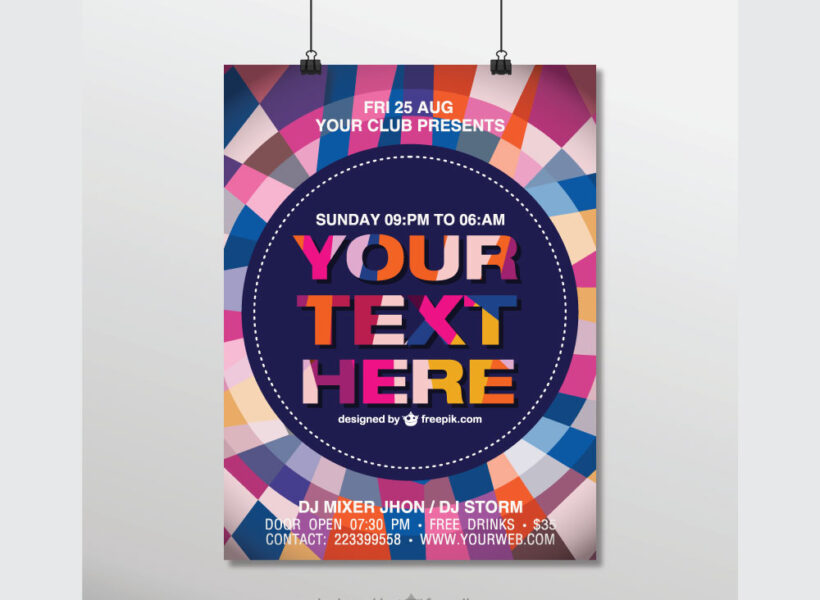 FRI 25 AUG
YOUR CLUB PRESENTS
SUNDAY 09:PM TO 06:AM
YOUR
TEXT
HERE
designed by freepik.com
DJ MIXER JHON / DJ STORM
DOOR OPEN 07:30 PM • FREE DRINKS • $35
CONTACT: 223399558 • WWW.YOURWEB.COM